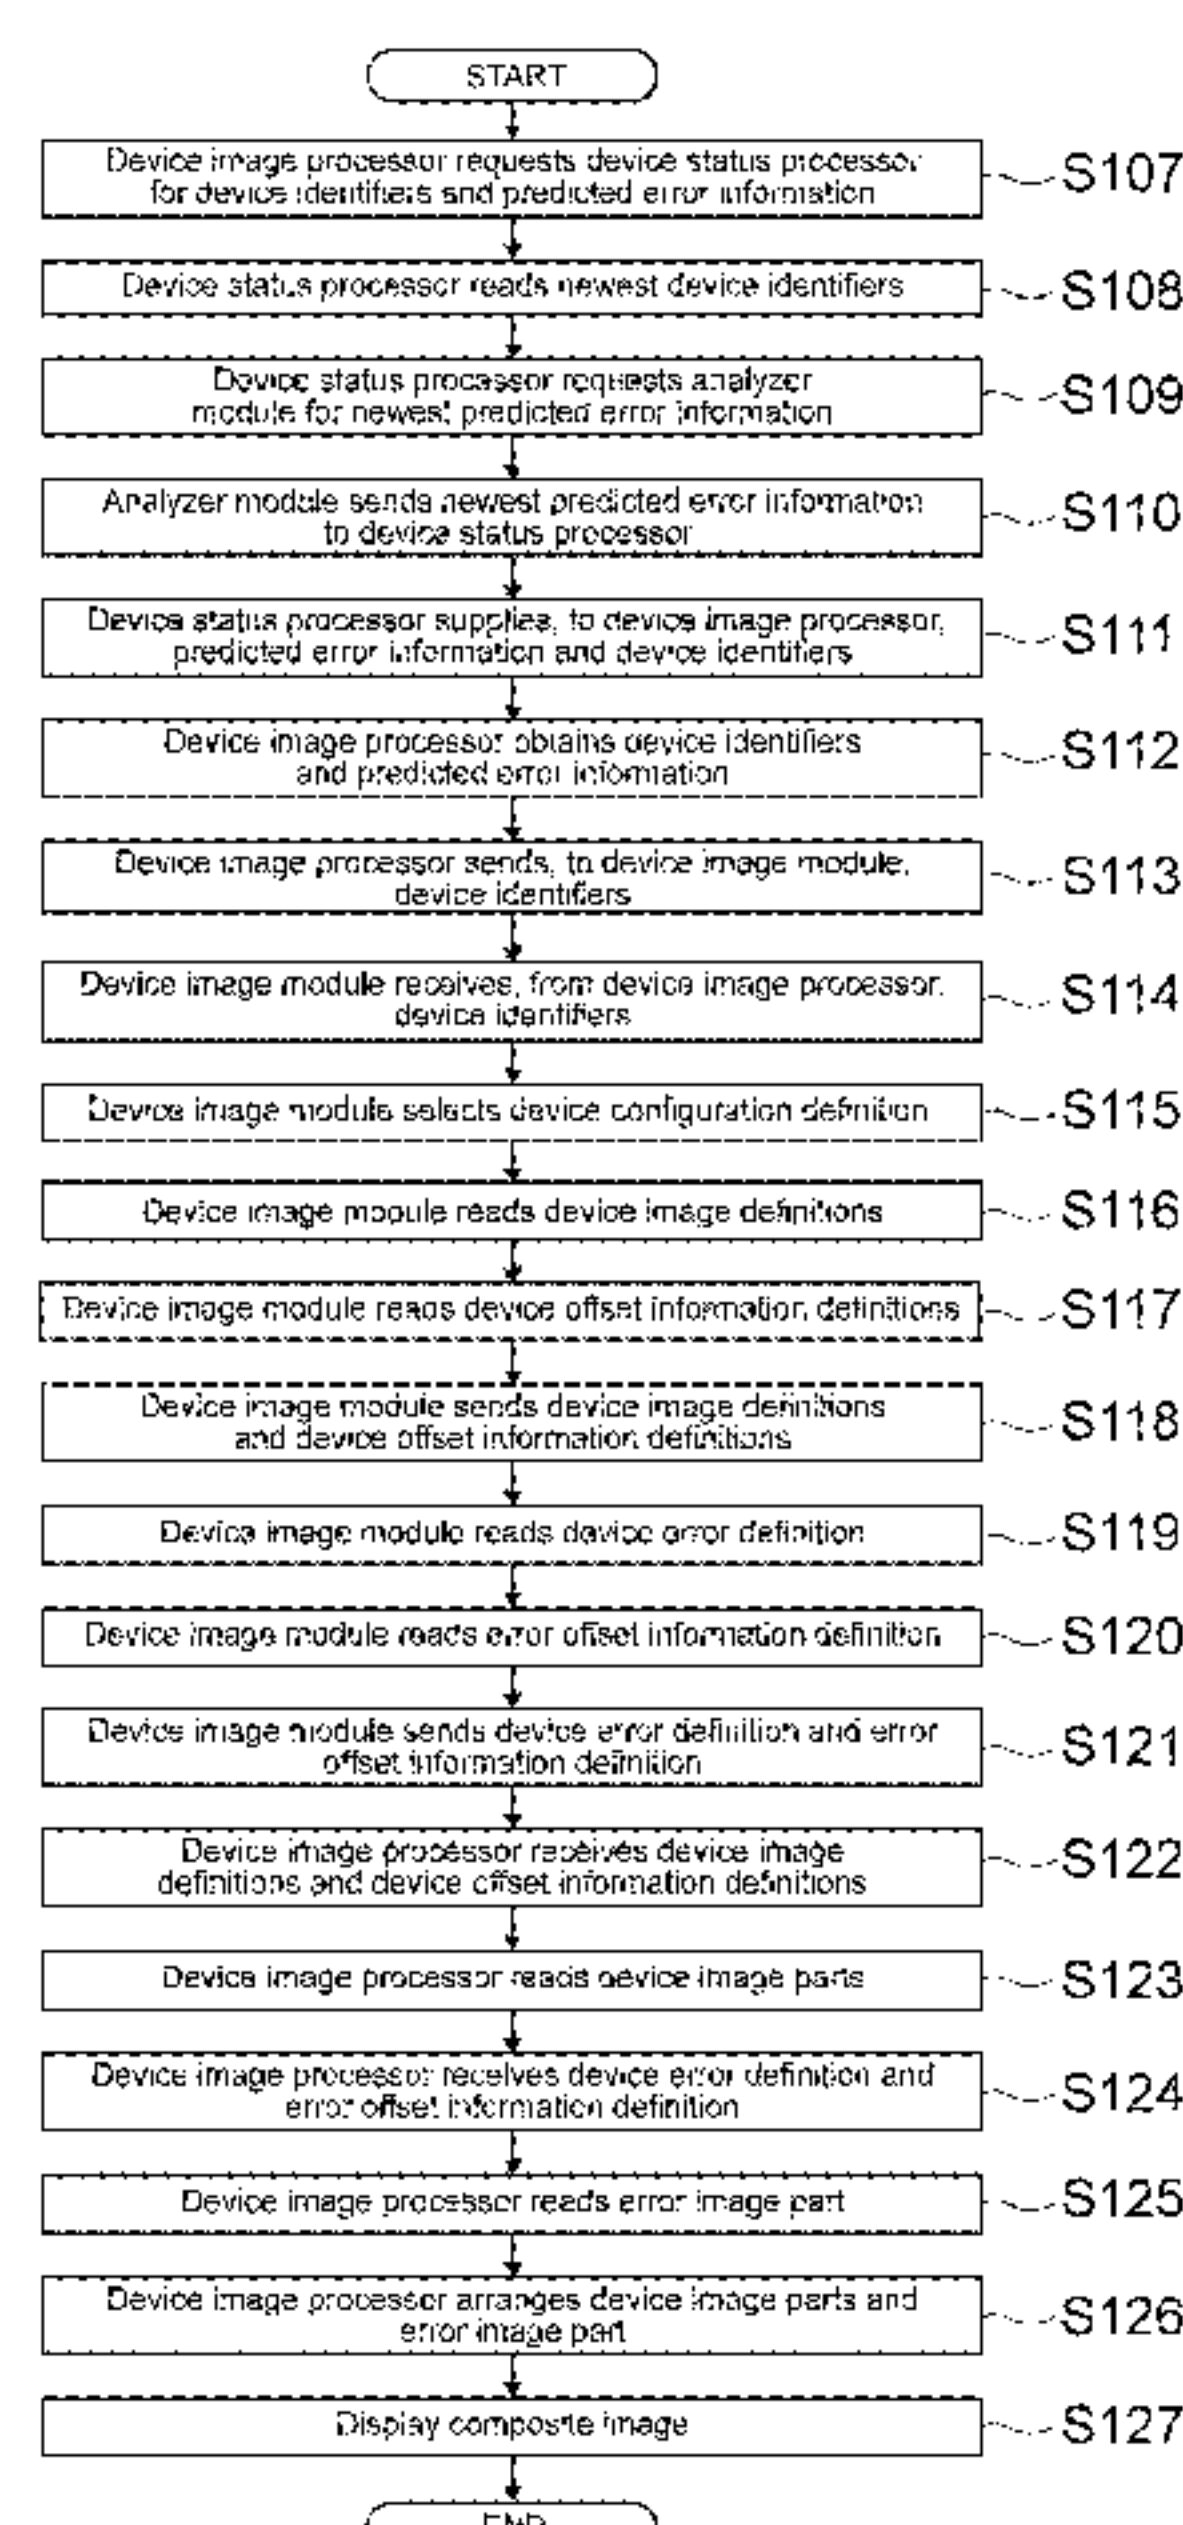 START
Device image processor requests device status processor
for device identifiers and predicted error information
S107
Device status processor reads newest device identifiers
S108
Device status processor requests analyzer
module for newest predicted error information
S109
Analyzer module sends newest predicted error information
to device status processor
S110
Device status processor supplies, to device image processor,
predicted error information and device identifiers
S111
Device image processor obtains device identifiers
and predicted error information
S112
Device image processor sends, to device image module,
device identifiers
S113
Device image module receives, from device image processor,
device identifiers
S114
Device image module selects device configuration definition
S115
Device image module reads device image definitions
S116
Device image module reads device offset information definitions
S117
Device image module sends device image definitions
and device offset information definitions
S118
Device image module reads device error definition
S119
Device image module reads error offset information definition
S120
Device image module sends device error definition and error
offset information definition
S121
Device image processor receives device image
definitions and device offset information definitions
S122
Device image processor reads device image parts
S123
Device image processor receives device error definition and
error offset information definition
S124
Device image processor reads error image part
S125
Device image processor arranges device image parts and
error image part
S126
Display composite image
S127
END